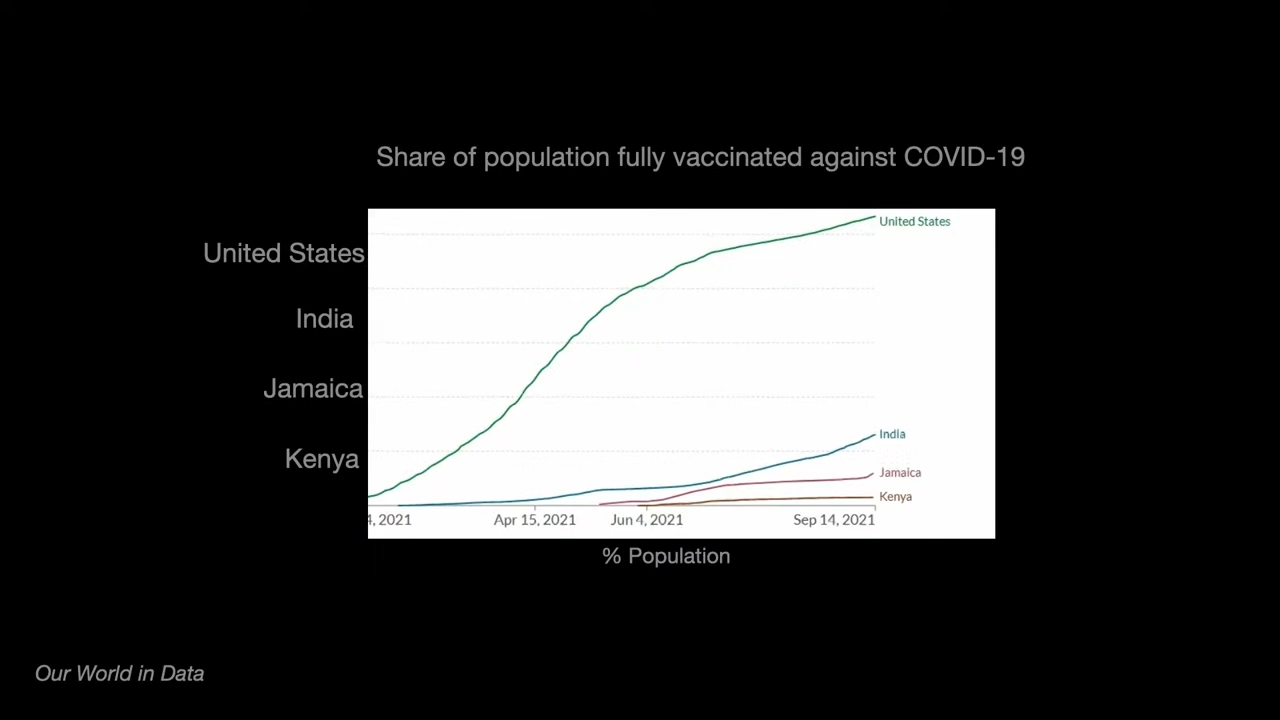 Share of population fully vaccinated against COVID-19
United States
United States
India
Jamaica
India
Kenya
Jamaica
Kenya
4, 2021
Apr 15, 2021
Jun 4, 2021
Sep 14, 2021
% Population
Our World in Data